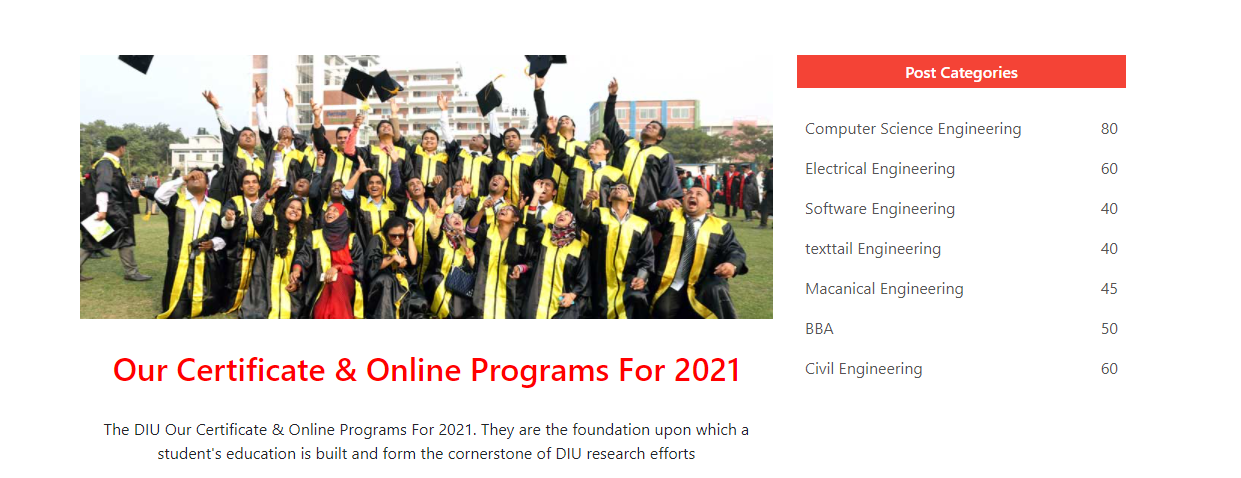 Post Categories
Computer Science Engineering 80
Electrical Engineering 60
Software Engineering 40
texttail Engineering 40
Macanical Engineering 45
BBA 50
Civil Engineering 60
Our Certificate & Online Programs For 2021
The DIU Our Certificate & Online Programs For 2021. They are the foundation upon which a
student's education is built and form the cornerstone of DIU research efforts